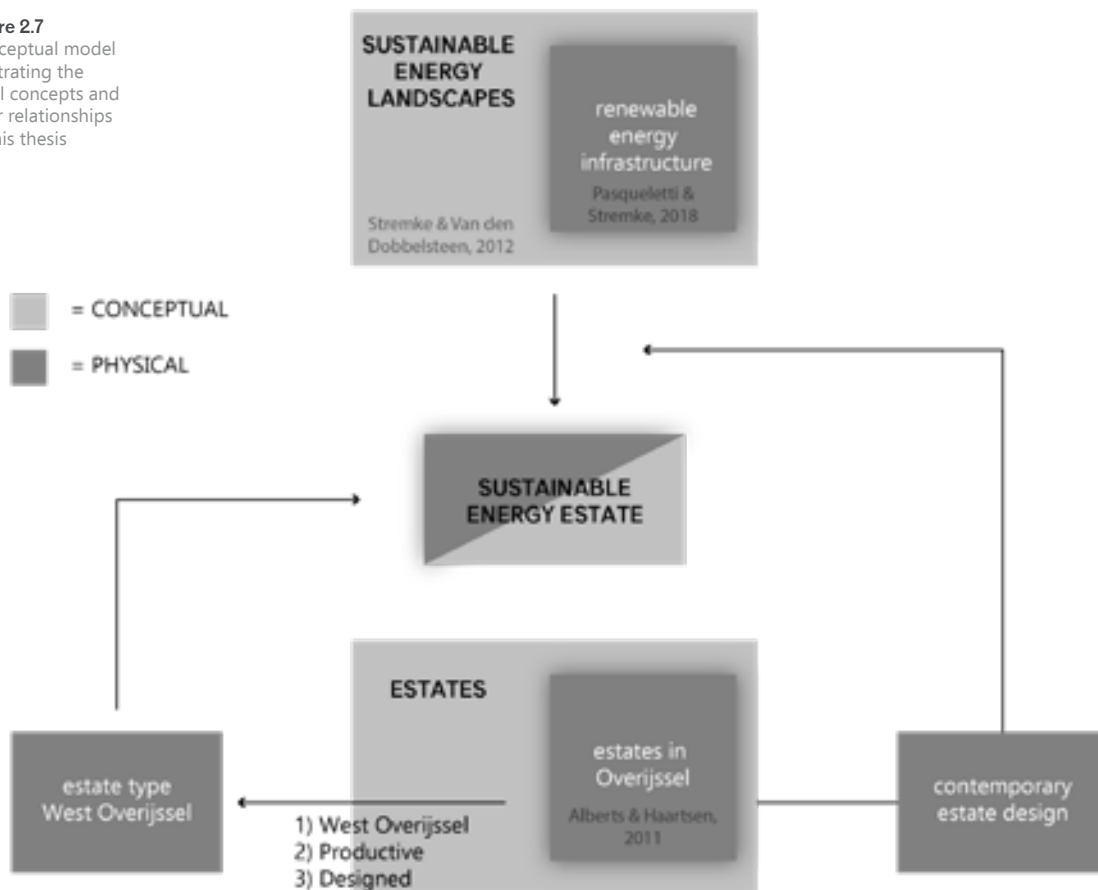 re 2.7
ceptual model
trating the
l concepts and
r relationships
is thesis
SUSTAINABLE
ENERGY
LANDSCAPES
Stremke & Van den
Dobbelsteen, 2012
renewable
energy
infrastructure
Pasqueletti &
Stremke, 2018
= CONCEPTUAL
= PHYSICAL
SUSTAINABLE
ENERGY ESTATE
ESTATES
estates in
Overijssel
Alberts & Haartsen,
2011
estate type
West Overijssel
1) West Overijssel
2) Productive
3) Designed
contemporary
estate design